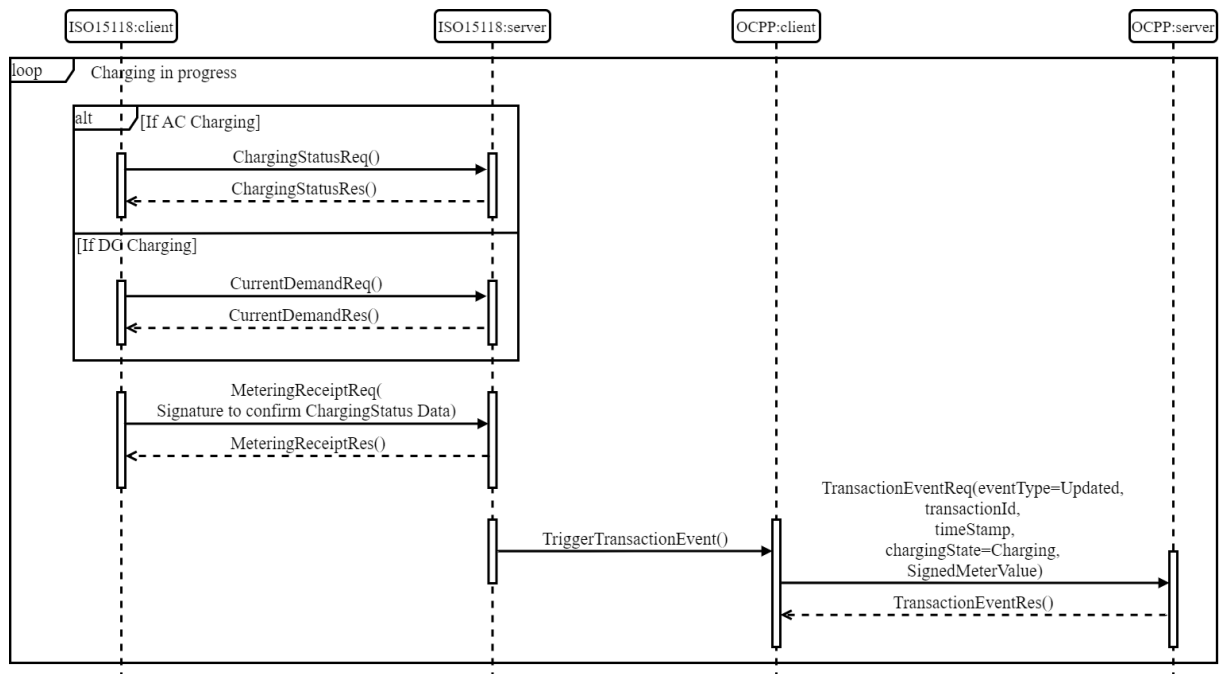 ISO15118:client
ISO15118:server
OCPP:client
OCPP:server
loop
Charging in progress
alt
[If AC Charging]
ChargingStatusReq()
ChargingStatusRes()
[If DC Charging]
CurrentDemandReq()
CurrentDemandRes()
MeteringReceiptReq(
Signature to confirm ChargingStatus Data)
MeteringReceiptRes()
TransactionEventReq(eventType=Updated,
transactionId,
timeStamp,
chargingState=Charging,
SignedMeterValue)
TriggerTransactionEvent()
TransactionEventRes()